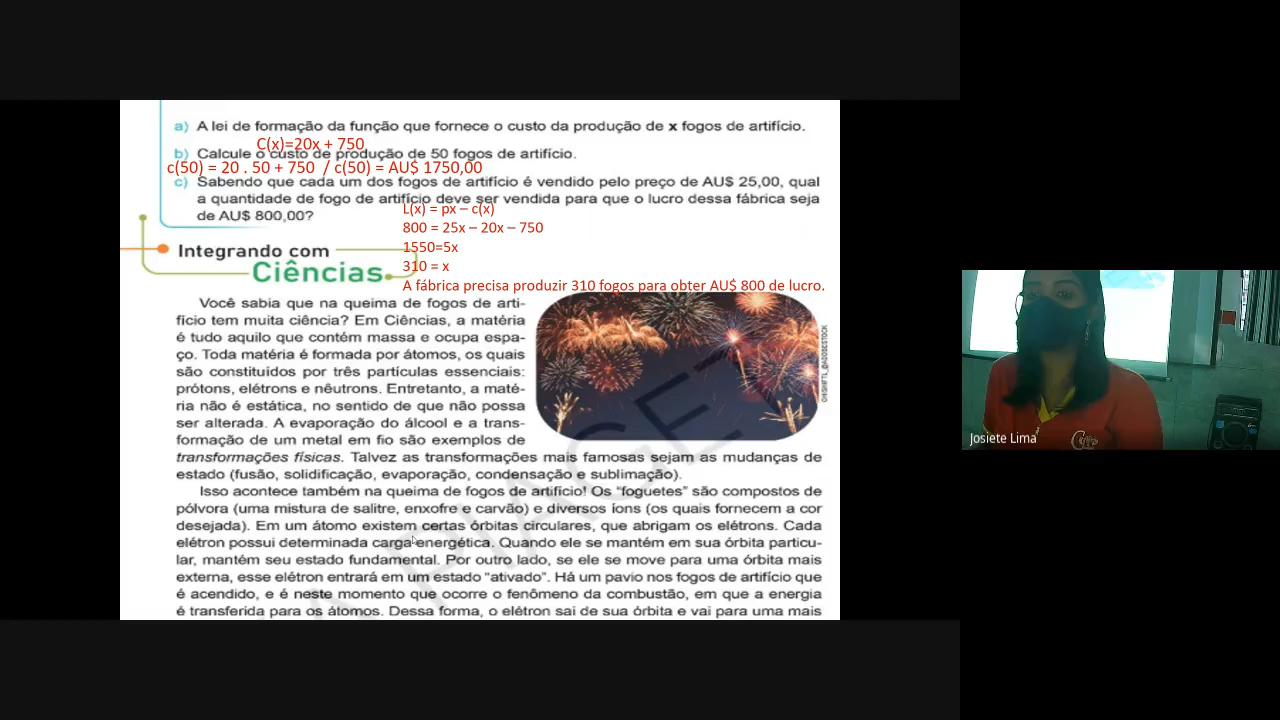 a) A lei de formação da função que fornece o custo da produção de x fogos de artifício.
C(x)=20x + 750
b) Calcule o custo de produção de 50 fogos de artifício.
c(50) = 20 . 50 + 750 / c(50) = AU$ 1750,00
c) Sabendo que cada um dos fogos de artifício é vendido pelo preço de AU$ 25,00, qual
a quantidade de fogo de artifício deve ser vendida para que o lucro dessa fábrica seja
de AU$ 800,00?
L(x) = px – c(x)
800 = 25x – 20x – 750
1550=5x
310 = x
A fábrica precisa produzir 310 fogos para obter AU$ 800 de lucro.
Integrando com
Ciências
Você sabia que na queima de fogos de arti-
fício tem muita ciência? Em Ciências, a matéria
é tudo aquilo que contém massa e ocupa espa-
ço. Toda matéria é formada por átomos, os quais
são constituídos por três partículas essenciais:
prótons, elétrons e nêutrons. Entretanto, a maté-
ria não é estática, no sentido de que não possa
ser alterada. A evaporação do álcool e a trans-
formação de um metal em fio são exemplos de
transformações físicas. Talvez as transformações mais famosas sejam as mudanças de
estado (fusão, solidificação, evaporação, condensação e sublimação).
Isso acontece também na queima de fogos de artifício! Os "foguetes" são compostos de
pólvora (uma mistura de salitre, enxofre e carvão) e diversos íons (os quais fornecem a cor
desejada). Em um átomo existem certas órbitas circulares, que abrigam os elétrons. Cada
elétron possui determinada carga energética. Quando ele se mantém em sua órbita particu-
lar, mantém seu estado fundamental. Por outro lado, se ele se move para uma órbita mais
externa, esse elétron entrará em um estado "ativado". Há um pavio nos fogos de artifício que
é acendido, e é neste momento que ocorre o fenômeno da combustão, em que a energia
é transferida para os átomos. Dessa forma, o elétron sai de sua órbita e vai para uma mais
PIAGET
Josiete Lima